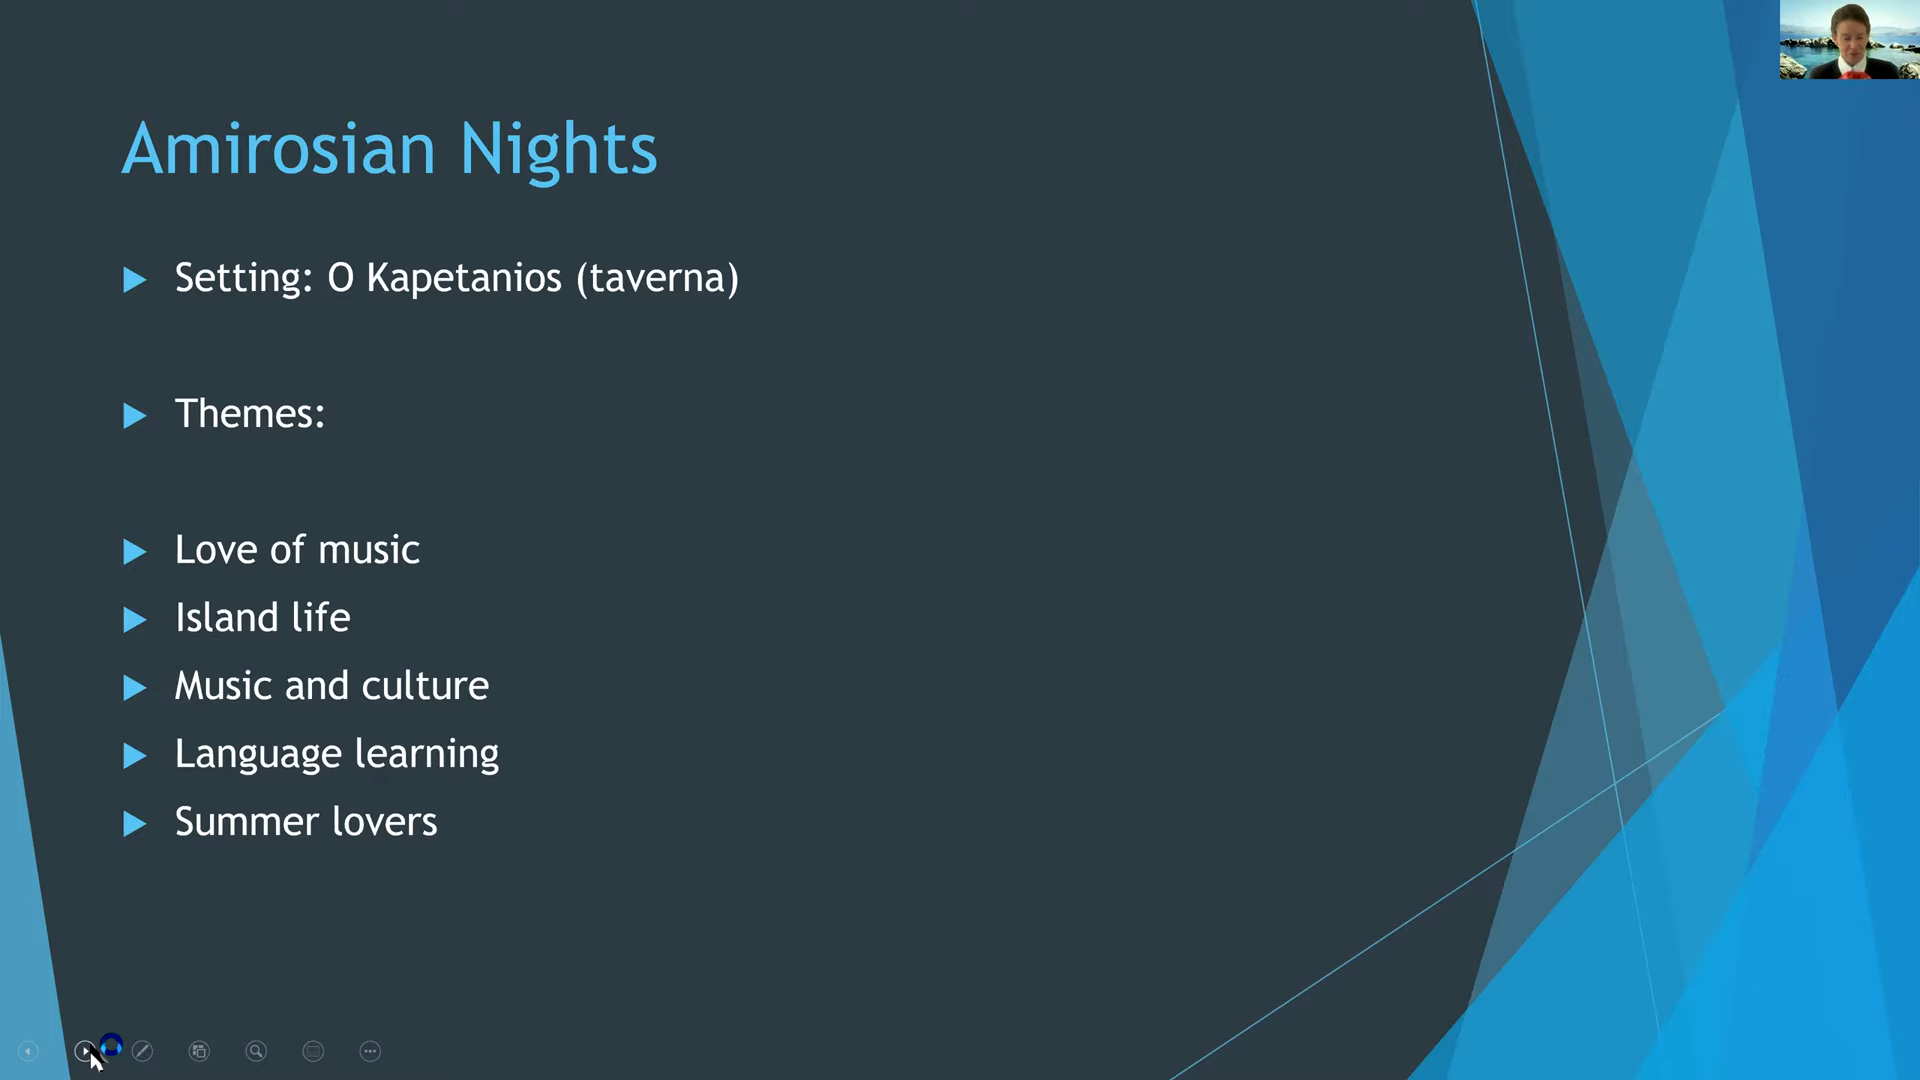 Amirosian Nights
Setting: O Kapetanios (taverna)
Themes:
Love of music
Island life
Music and culture
Language learning
Summer lovers